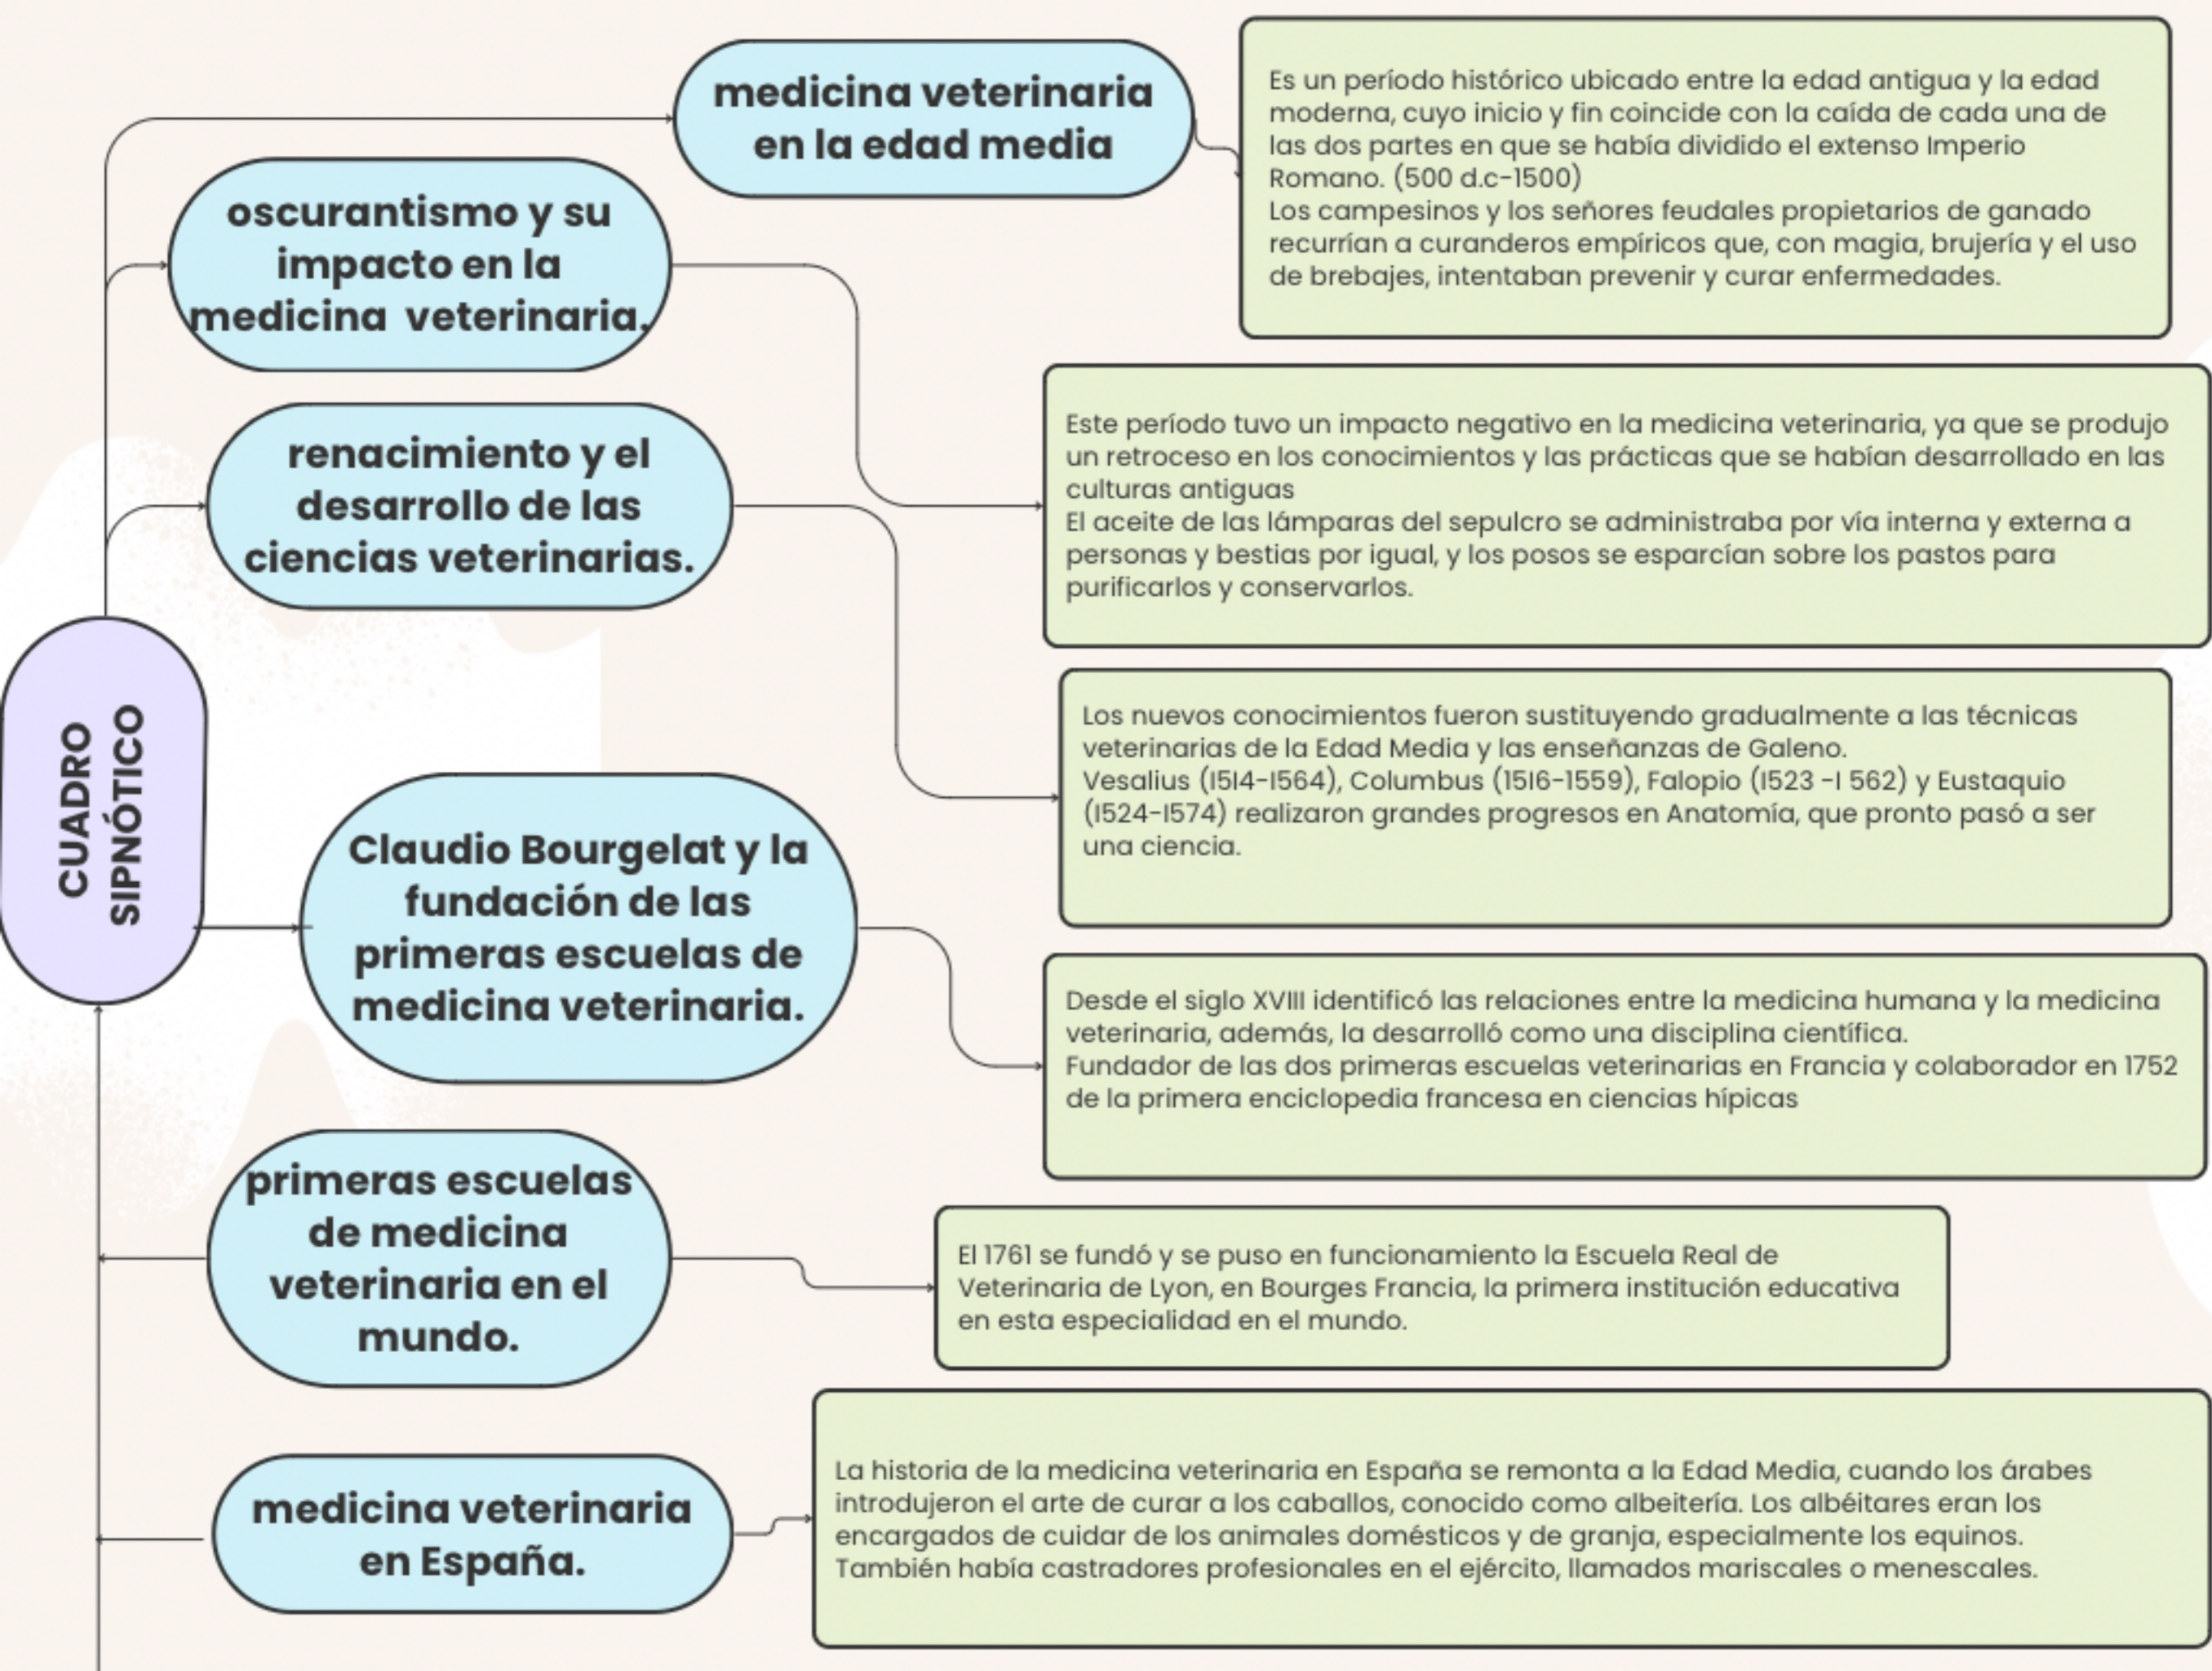 medicina veterinaria
en la edad media
Es un período histórico ubicado entre la edad antigua y la edad
moderna, cuyo inicio y fin coincide con la caída de cada una de
las dos partes en que se había dividido el extenso Imperio
Romano. (500 d.c-1500)
Los campesinos y los señores feudales propietarios de ganado
recurrían a curanderos empíricos que, con magia, brujería y el uso
de brebajes, intentaban prevenir y curar enfermedades.
oscurantismo y su
impacto en la
medicina veterinaria.
Este período tuvo un impacto negativo en la medicina veterinaria, ya que se produjo
un retroceso en los conocimientos y las prácticas que se habían desarrollado en las
culturas antiguas
El aceite de las lámparas del sepulcro se administraba por vía interna y externa a
personas y bestias por igual, y los posos se esparcían sobre los pastos para
purificarlos y conservarlos.
renacimiento y el
desarrollo de las
ciencias veterinarias.
Los nuevos conocimientos fueron sustituyendo gradualmente a las técnicas
veterinarias de la Edad Media y las enseñanzas de Galeno.
Vesalius (I5I4-I564), Columbus (15I6-1559), Falopio (I523 -I 562) y Eustaquio
(I524-I574) realizaron grandes progresos en Anatomía, que pronto pasó a ser
una ciencia.
CUADRO
SIPNÓTICO
Claudio Bourgelat y la
fundación de las
primeras escuelas de
medicina veterinaria.
Desde el siglo XVIII identificó las relaciones entre la medicina humana y la medicina
veterinaria, además, la desarrolló como una disciplina científica.
Fundador de las dos primeras escuelas veterinarias en Francia y colaborador en 1752
de la primera enciclopedia francesa en ciencias hípicas
primeras escuelas
de medicina
veterinaria en el
mundo.
El 1761 se fundó y se puso en funcionamiento la Escuela Real de
Veterinaria de Lyon, en Bourges Francia, la primera institución educativa
en esta especialidad en el mundo.
medicina veterinaria
en España.
La historia de la medicina veterinaria en España se remonta a la Edad Media, cuando los árabes
introdujeron el arte de curar a los caballos, conocido como albeitería. Los albéitares eran los
encargados de cuidar de los animales domésticos y de granja, especialmente los equinos.
También había castradores profesionales en el ejército, llamados mariscales o menescales.